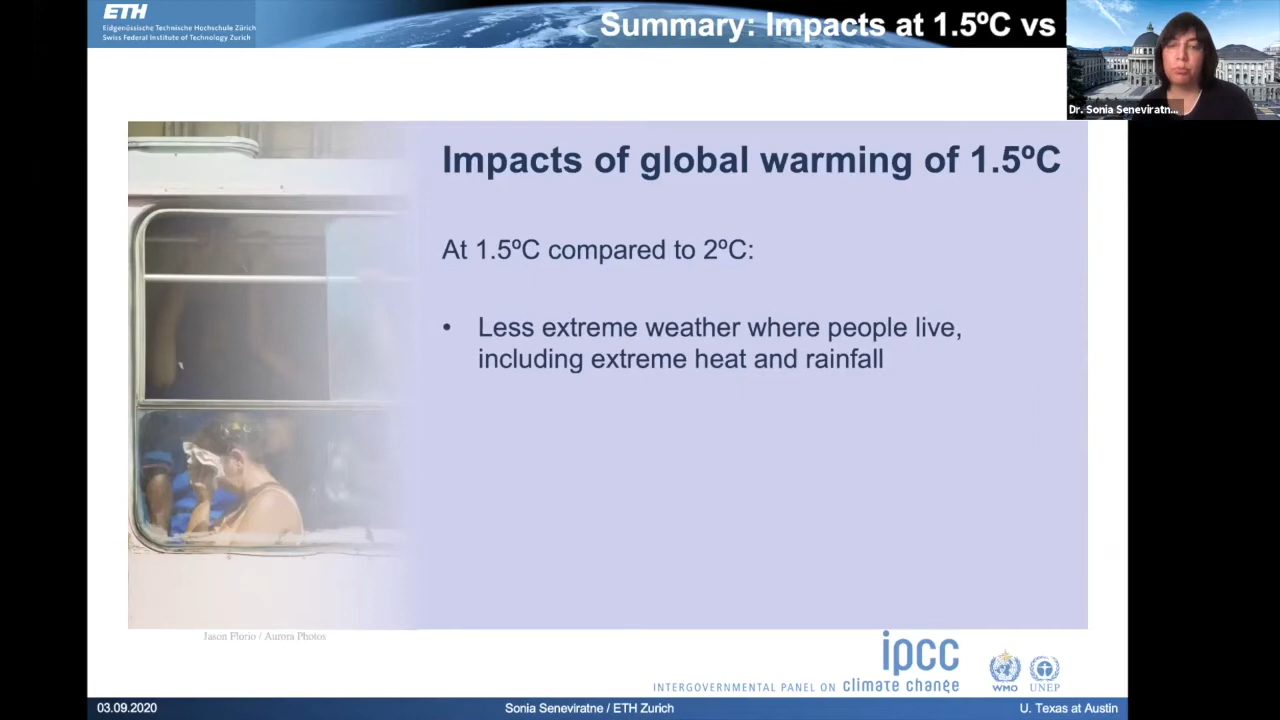 ETH
Eidgenössische Technische Hochschule Zürich
Swiss Federal Institute of Technology Zurich
Summary: Impacts at 1.5ºC vs
Dr. Sonia Seneviratn...
Impacts of global warming of 1.5ºC
At 1.5ºC compared to 2ºC:
• Less extreme weather where people live,
including extreme heat and rainfall
Jason Florio / Aurora Photos
ipcc
INTERGOVERNMENTAL PANEL ON climate change
WMO
UNEP
03.09.2020
Sonia Seneviratne / ETH Zurich
U. Texas at Austin